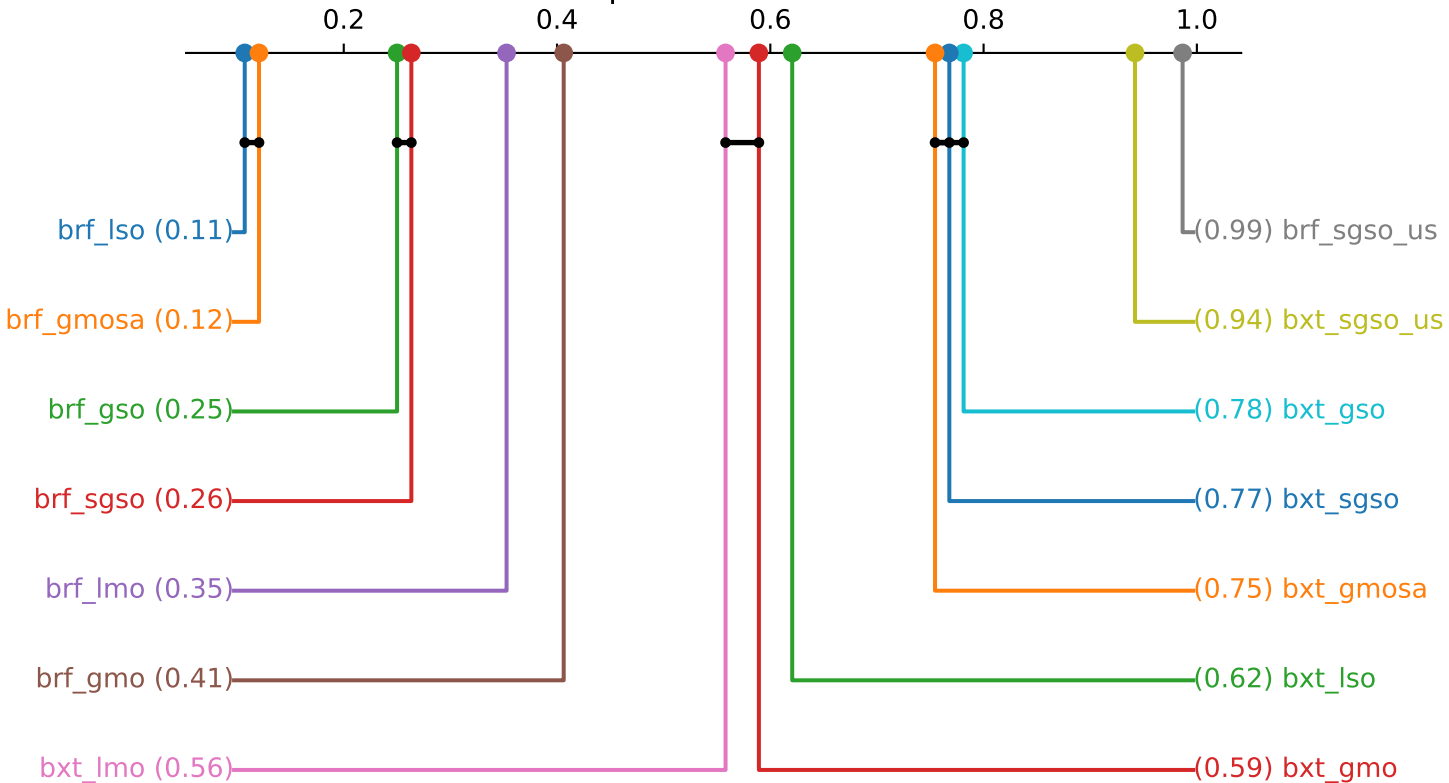 0.2 0.4 0.6 0.8 1.0
brf_lso (0.11) (0.99) brf_sgso_us
brf_gmosa (0.12) (0.94) bxt_sgso_us
brf_gso (0.25) (0.78) bxt_gso
brf_sgso (0.26) (0.77) bxt_sgso
brf_lmo (0.35) (0.75) bxt_gmosa
brf_gmo (0.41) (0.62) bxt_lso
bxt_lmo (0.56) (0.59) bxt_gmo